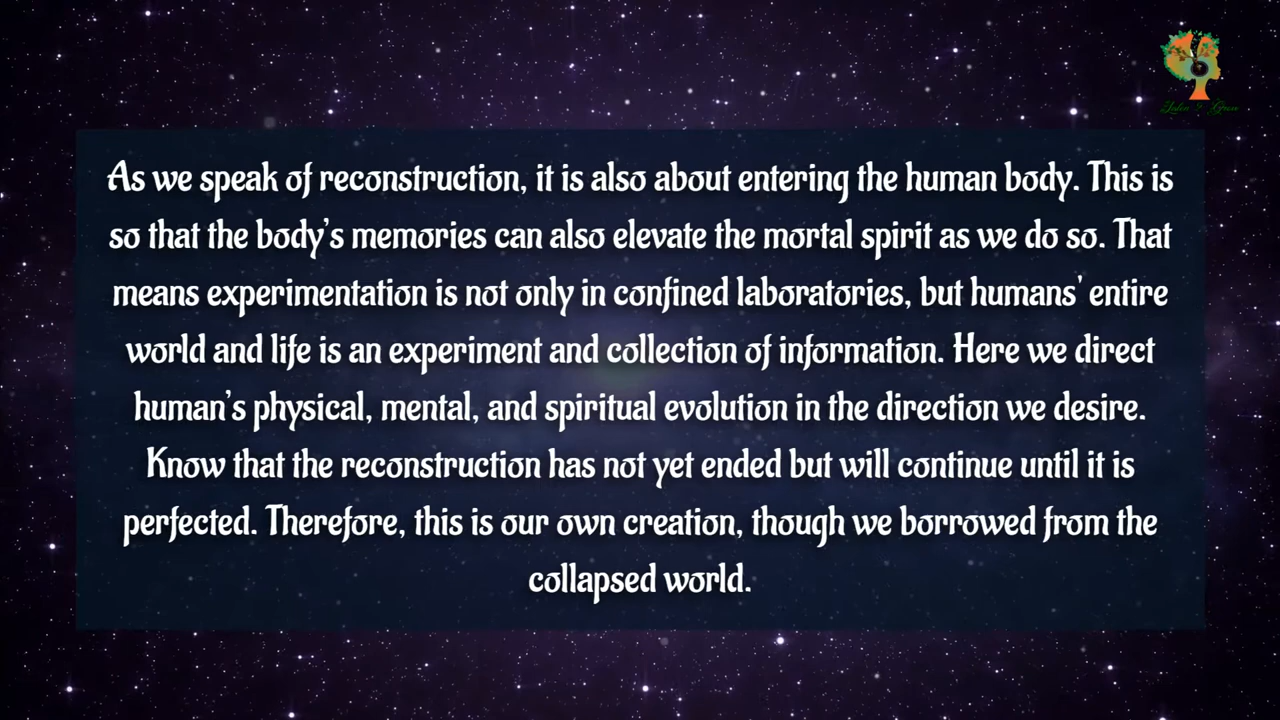 As we speak of reconstruction, it is also about entering the human body. This is
so that the body's memories can also elevate the mortal spirit as we do so. That
means experimentation is not only in confined laboratories, but humans' entire
world and life is an experiment and collection of information. Here we direct
human's physical, mental, and spiritual evolution in the direction we desire.
Know that the reconstruction has not yet ended but will continue until it is
perfected. Therefore, this is our own creation, though we borrowed from the
collapsed world.